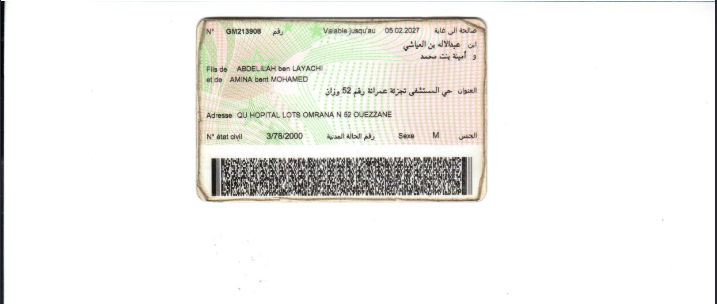 N° GM213908 رقم Valable jusqu'au 05.02.2027 صالحة الى غاية
ابن عبدالاله بن العياشي
و أمينة بنت محمد
Fils de ABDELILAH ben LAYACHI
et de AMINA bent MOHAMED
العنوان حي المستشفى تجزئة عمرانة رقم 52 وزان
Adresse QU HOPITAL LOTS OMRANA N 52 OUEZZANE
N° état civil 3/78/2000 رقم الحالة المدنية Sexe M الجنس